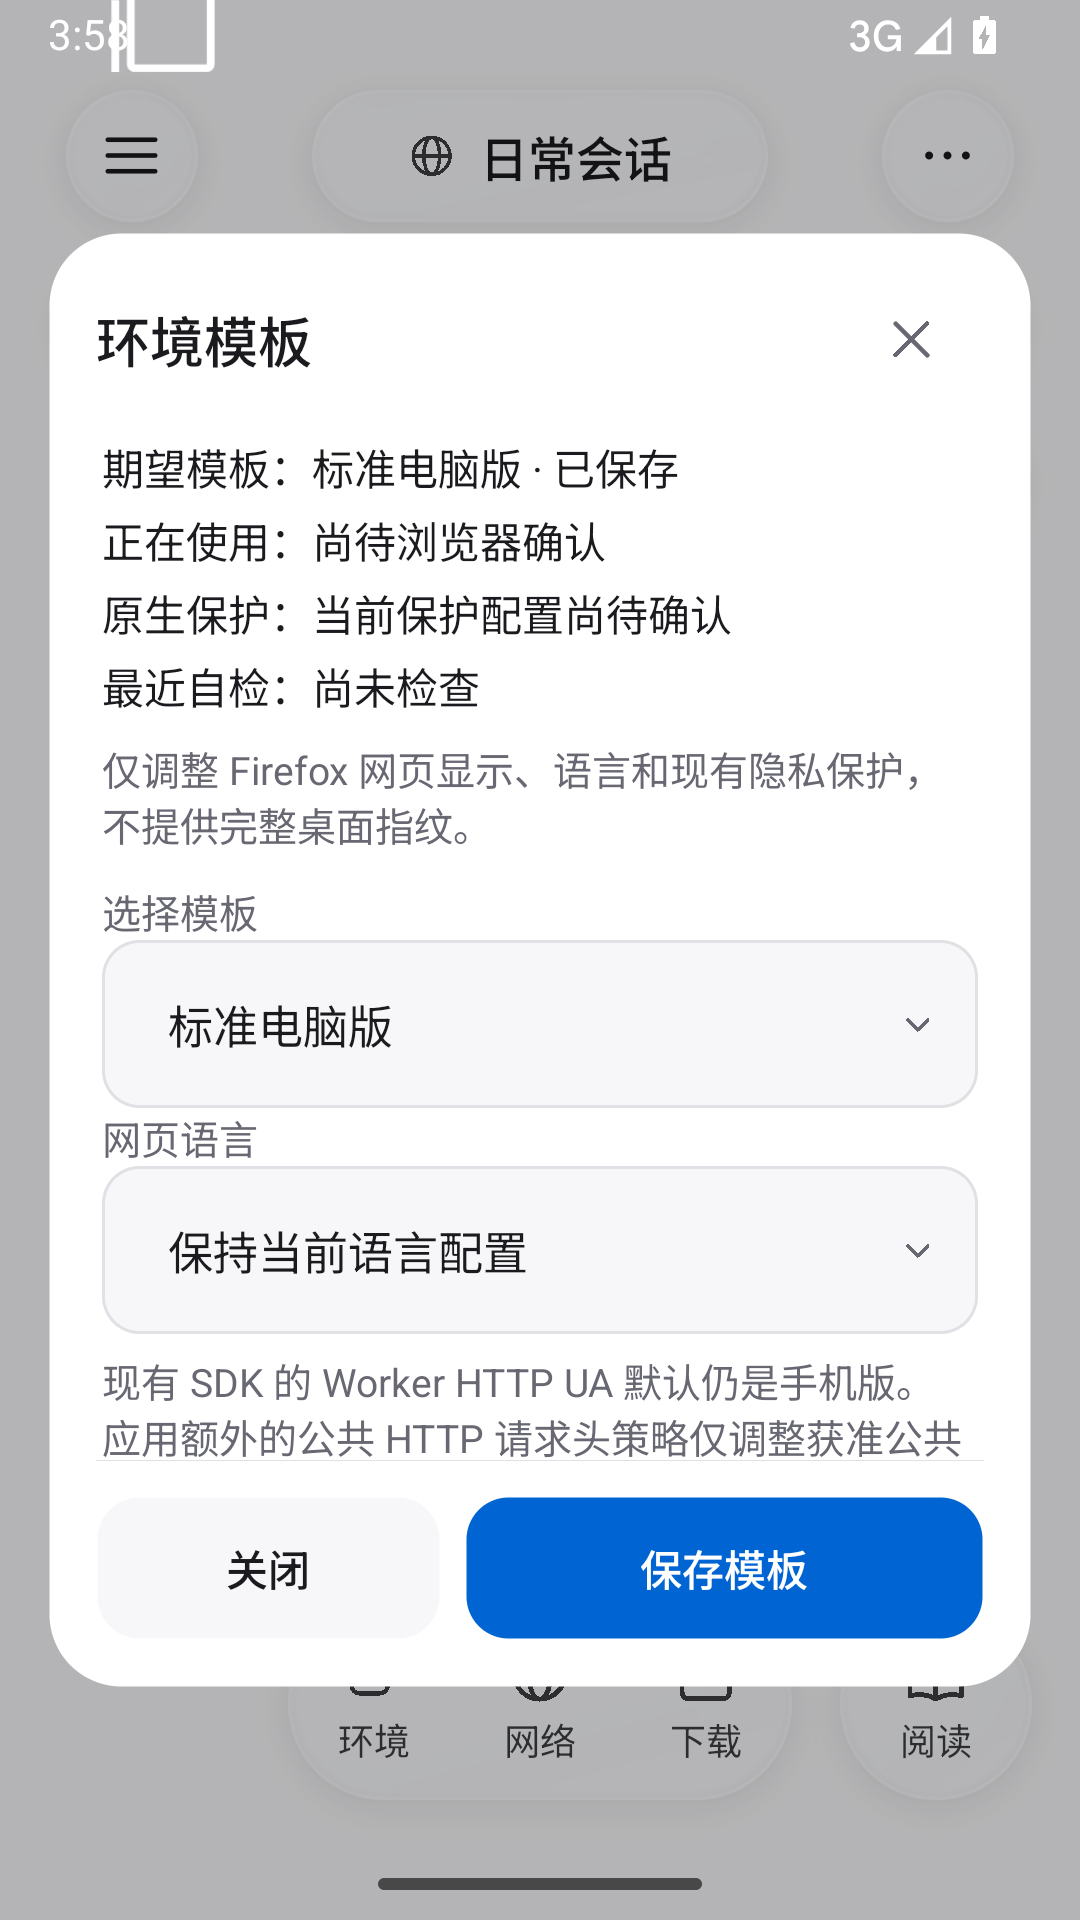 3:58
3G
日常会话
环境模板
期望模板：标准电脑版 · 已保存
正在使用：尚待浏览器确认
原生保护：当前保护配置尚待确认
最近自检：尚未检查
仅调整 Firefox 网页显示、语言和现有隐私保护，
不提供完整桌面指纹。
选择模板
标准电脑版
网页语言
保持当前语言配置
现有 SDK 的 Worker HTTP UA 默认仍是手机版。
应用额外的公共 HTTP 请求头策略仅调整获准公共
关闭
保存模板
环境
网络
下载
阅读